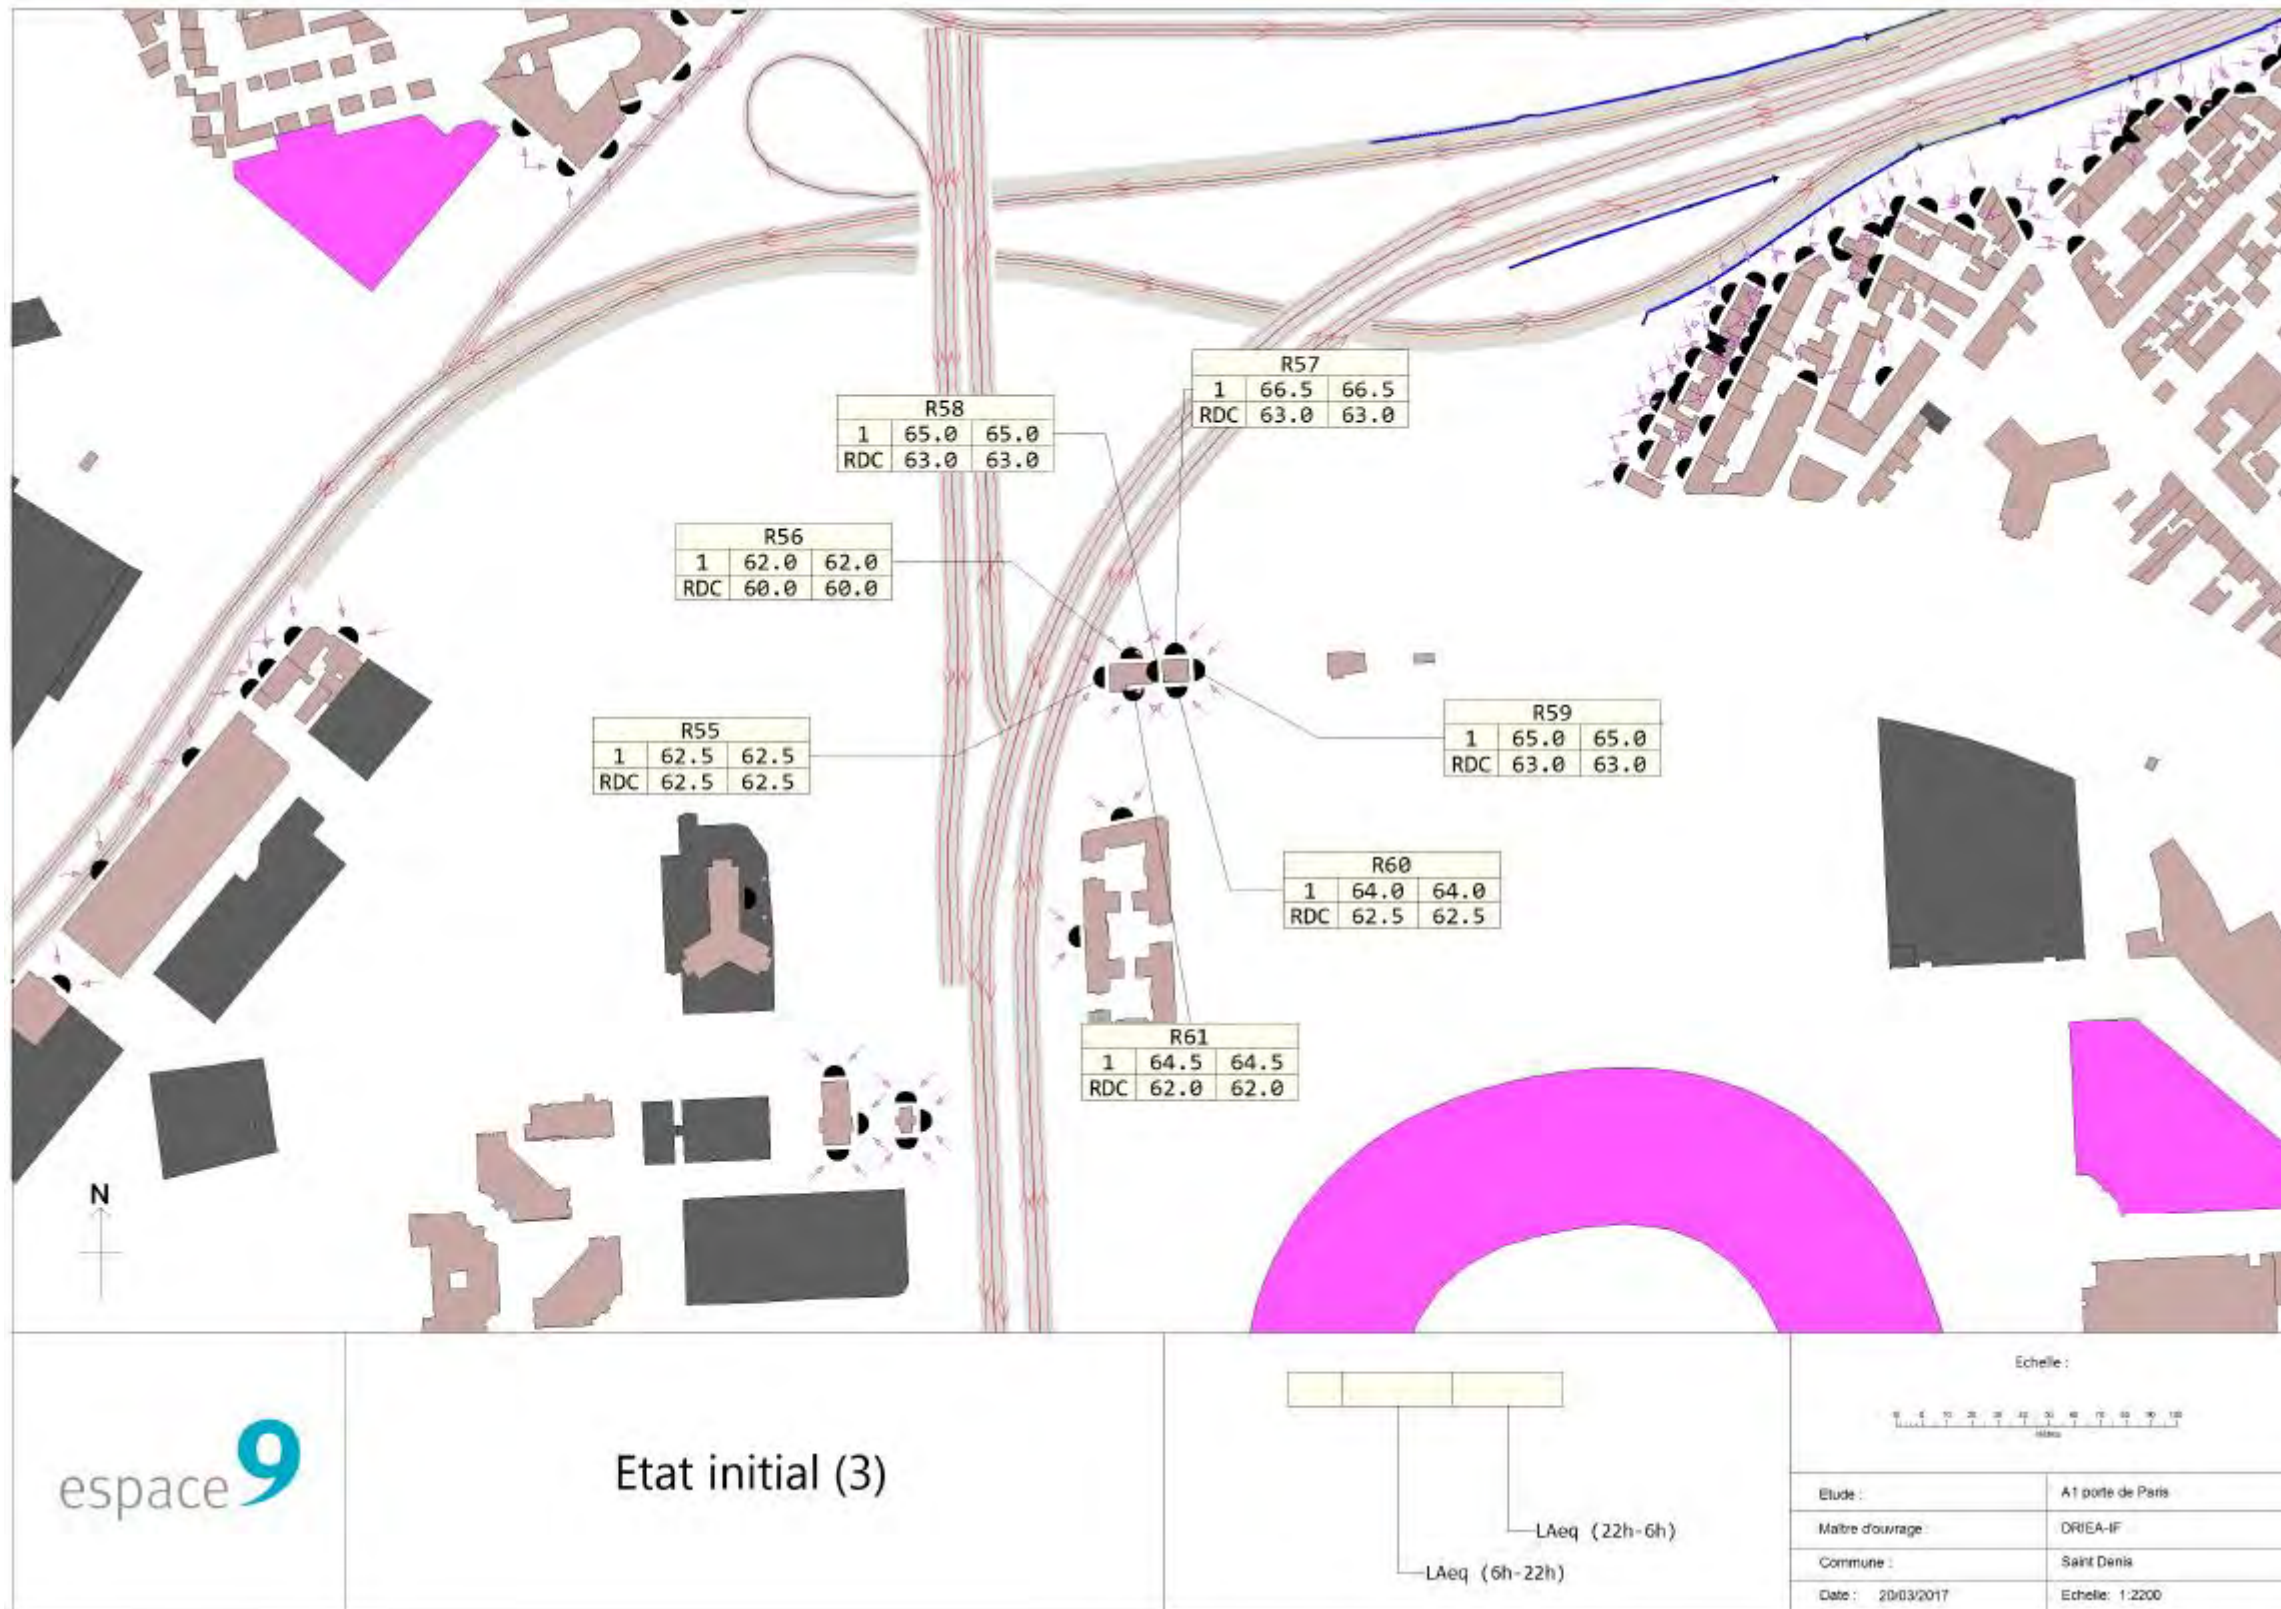 R57
1 66.5 66.5
RDC 63.0 63.0
R58
1 65.0 65.0
RDC 63.0 63.0
R56
1 62.0 62.0
RDC 60.0 60.0
R59
1 65.0 65.0
RDC 63.0 63.0
R55
1 62.5 62.5
RDC 62.5 62.5
R60
1 64.0 64.0
RDC 62.5 62.5
R61
1 64.5 64.5
RDC 62.0 62.0
N
espace 9
Etat initial (3)
LAeq (22h-6h)
LAeq (6h-22h)
Echelle :
Etude : A1 porte de Paris
Maître d'ouvrage : DRIEA-IF
Commune : Saint Denis
Date : 20/03/2017 Echelle: 1:2200